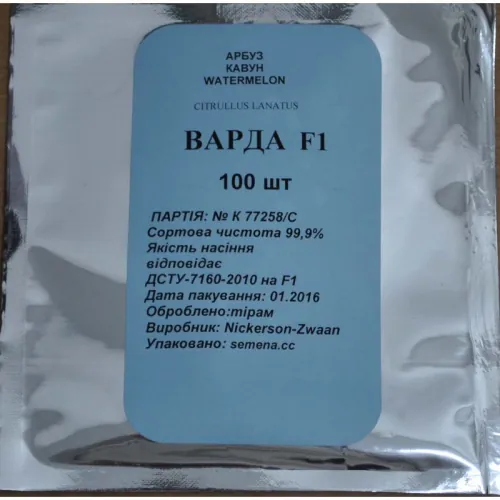 АРБУЗ
КАВУН
WATERMELON
CITRULLUS LANATUS
ВАРДА F1
100 шт
ПАРТІЯ: № К 77258/С
Сортова чистота 99,9%
Якість насіння
відповідає
ДСТУ-7160-2010 на F1
Дата пакування: 01.2016
Оброблено:тірам
Виробник: Nickerson-Zwaan
Упаковано: semena.cc